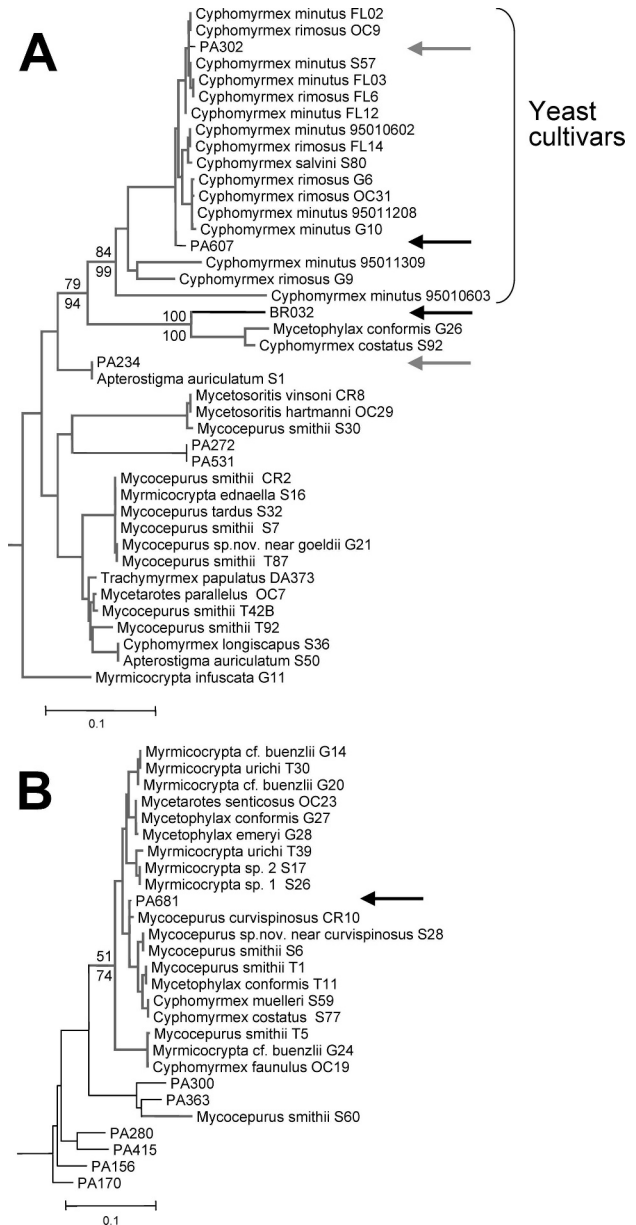 A
Cyphomyrmex minutus FL02
Cyphomyrmex rimosus OC9
PA302
Cyphomyrmex minutus S57
Cyphomyrmex minutus FL03
Cyphomyrmex rimosus FL6
Cyphomyrmex minutus FL12
Cyphomyrmex minutus 95010602
Cyphomyrmex rimosus FL14
Cyphomyrmex salvini S80
Cyphomyrmex rimosus G6
Cyphomyrmex rimosus OC31
Cyphomyrmex minutus 95011208
Cyphomyrmex minutus G10
PA607
Yeast
cultivars
84
99
Cyphomyrmex minutus 95011309
Cyphomyrmex rimosus G9
79
94
Cyphomyrmex minutus 95010603
100
100
BR032
Mycetophylax conformis G26
Cyphomyrmex costatus S92
PA234
Apterostigma auriculatum S1
Mycetosoritis vinsoni CR8
Mycetosoritis hartmanni OC29
Mycocepurus smithii S30
PA272
PA531
Mycocepurus smithii CR2
Myrmicocrypta ednaella S16
Mycocepurus tardus S32
Mycocepurus smithii S7
Mycocepurus sp.nov. near goeldii G21
Mycocepurus smithii T87
Trachymyrmex papulatus DA373
Mycetarotes parallelus OC7
Mycocepurus smithii T42B
Mycocepurus smithii T92
Cyphomyrmex longiscapus S36
Apterostigma auriculatum S50
Myrmicocrypta infuscata G11
0.1
B
Myrmicocrypta cf. buenzlii G14
Myrmicocrypta urichi T30
Myrmicocrypta cf. buenzlii G20
Mycetarotes senticosus OC23
Mycetophylax conformis G27
Mycetophylax emeryi G28
Myrmicocrypta urichi T39
Myrmicocrypta sp. 2 S17
Myrmicocrypta sp. 1 S26
PA681
Mycocepurus curvispinosus CR10
Mycocepurus sp.nov. near curvispinosus S28
Mycocepurus smithii S6
51
74
Mycocepurus smithii T1
Mycetophylax conformis T11
Cyphomyrmex muelleri S59
Cyphomyrmex costatus S77
Mycocepurus smithii T5
Myrmicocrypta cf. buenzlii G24
Cyphomyrmex faunulus OC19
PA300
PA363
Mycocepurus smithii S60
PA280
PA415
PA156
PA170
0.1